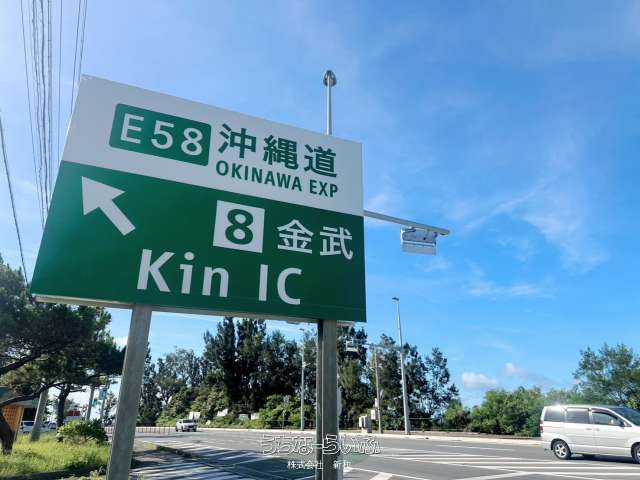 E58 沖縄道
OKINAWA EXP
8 金武
Kin IC
うちなーらいふ
株式会社 新和